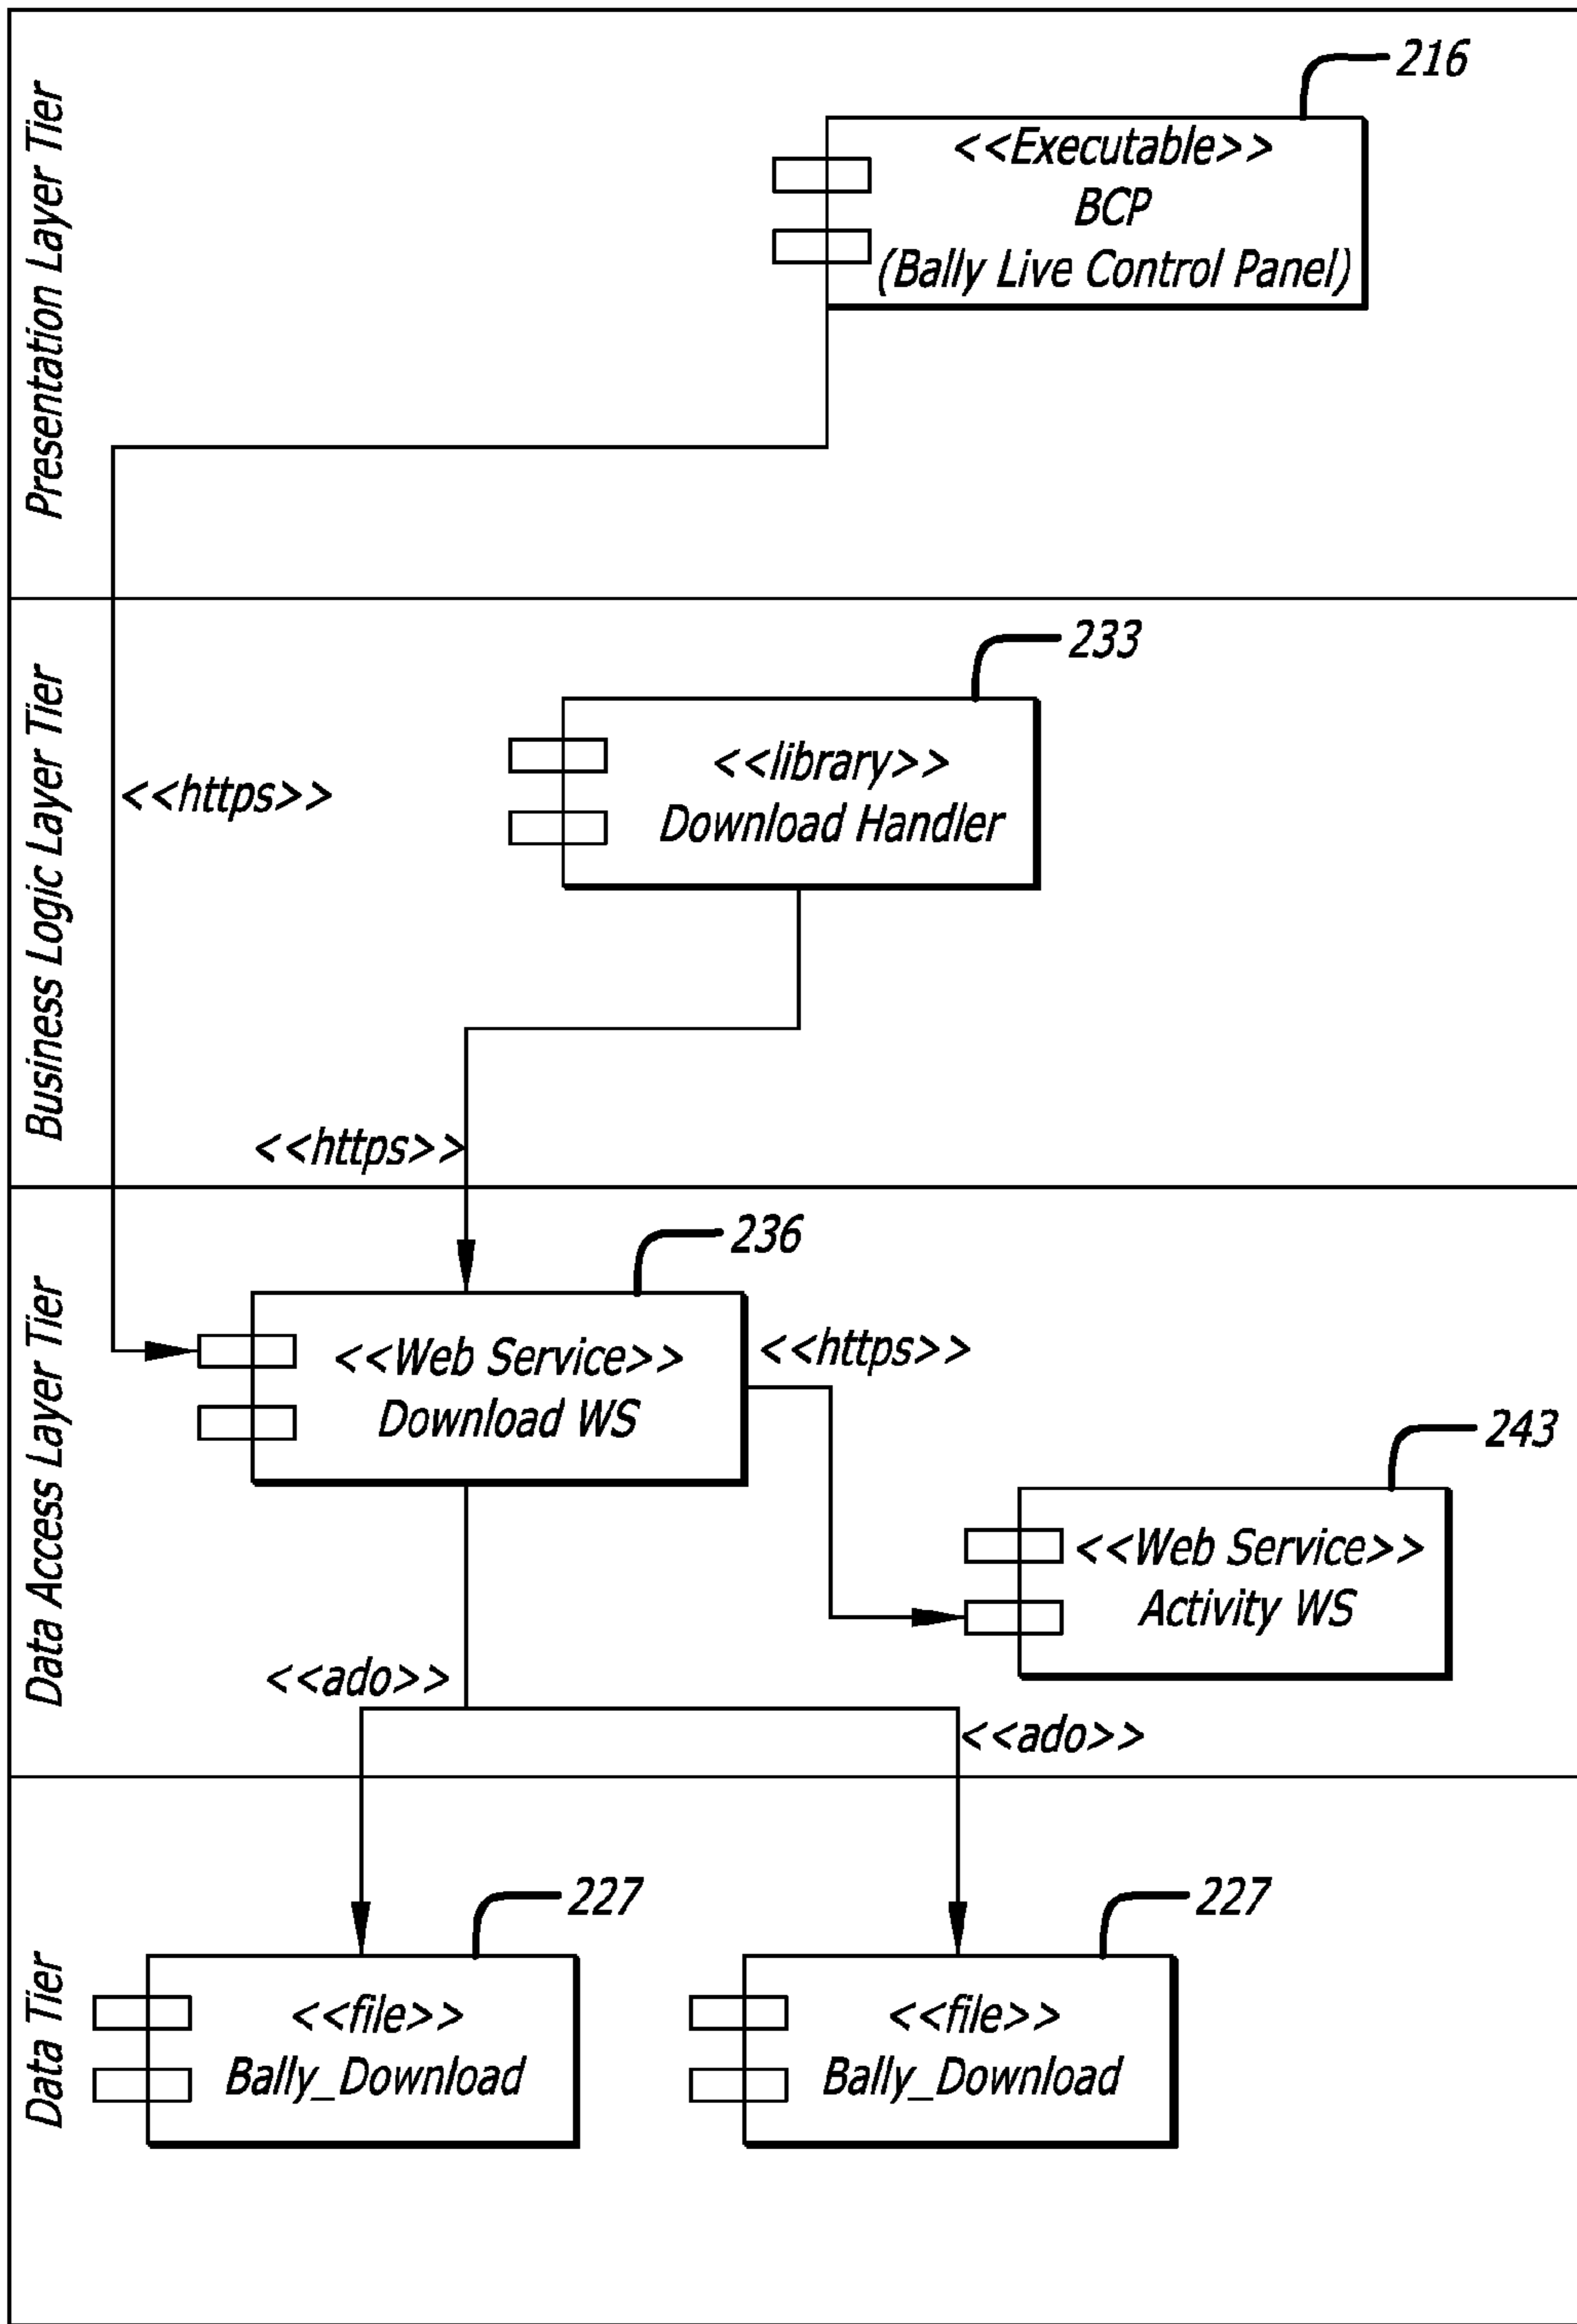 Presentation Layer Tier
216
<<Executable>>
BCP
(Bally Live Control Panel)
Business Logic Layer Tier
233
<<library>>
Download Handler
<<https>>
<<https>>
Data Access Layer Tier
236
<<Web Service>>
Download WS
<<https>>
243
<<Web Service>>
Activity WS
<<ado>>
<<ado>>
Data Tier
227
<<file>>
Bally_Download
227
<<file>>
Bally_Download